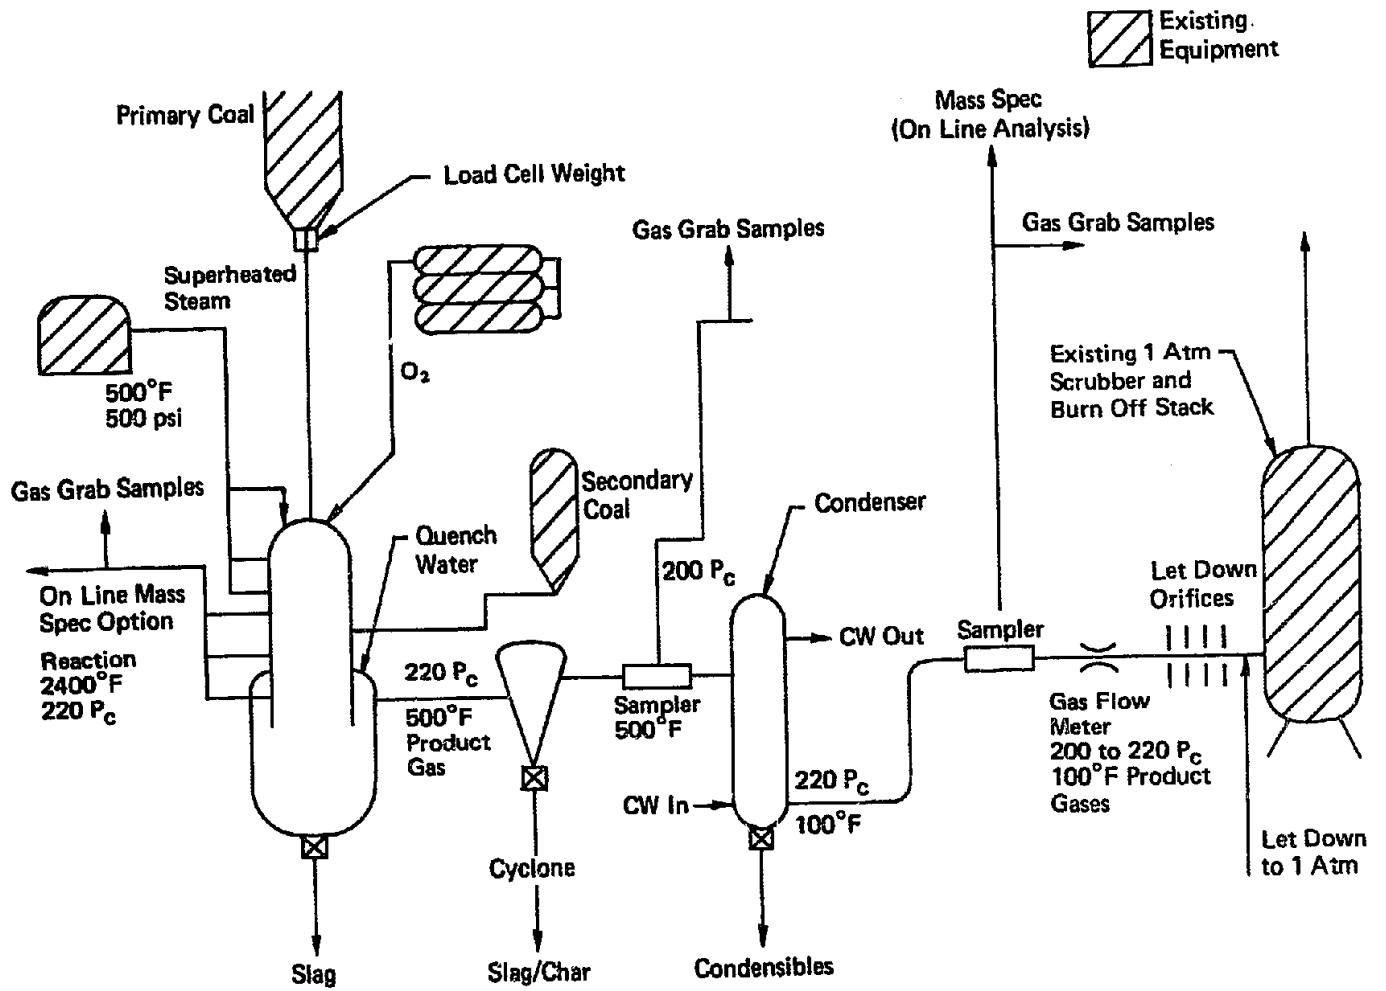 Existing
Equipment
Mass Spec
(On Line Analysis)
Primary Coal
Load Cell Weight
Gas Grab Samples
Gas Grab Samples
Superheated
Steam
500°F
500 psi
O₂
Existing 1 Atm
Scrubber and
Burn Off Stack
Gas Grab Samples
Secondary
Coal
Condenser
Quench
Water
200 Pc
Let Down
Orifices
On Line Mass
Spec Option
Reaction
2400°F
220 Pc
CW Out
Sampler
220 Pc
500°F
Product
Gas
Sampler
500°F
Gas Flow
Meter
200 to 220 Pc
100°F Product
Gases
CW In
220 Pc
100°F
Let Down
to 1 Atm
Cyclone
Slag
Slag/Char
Condensibles